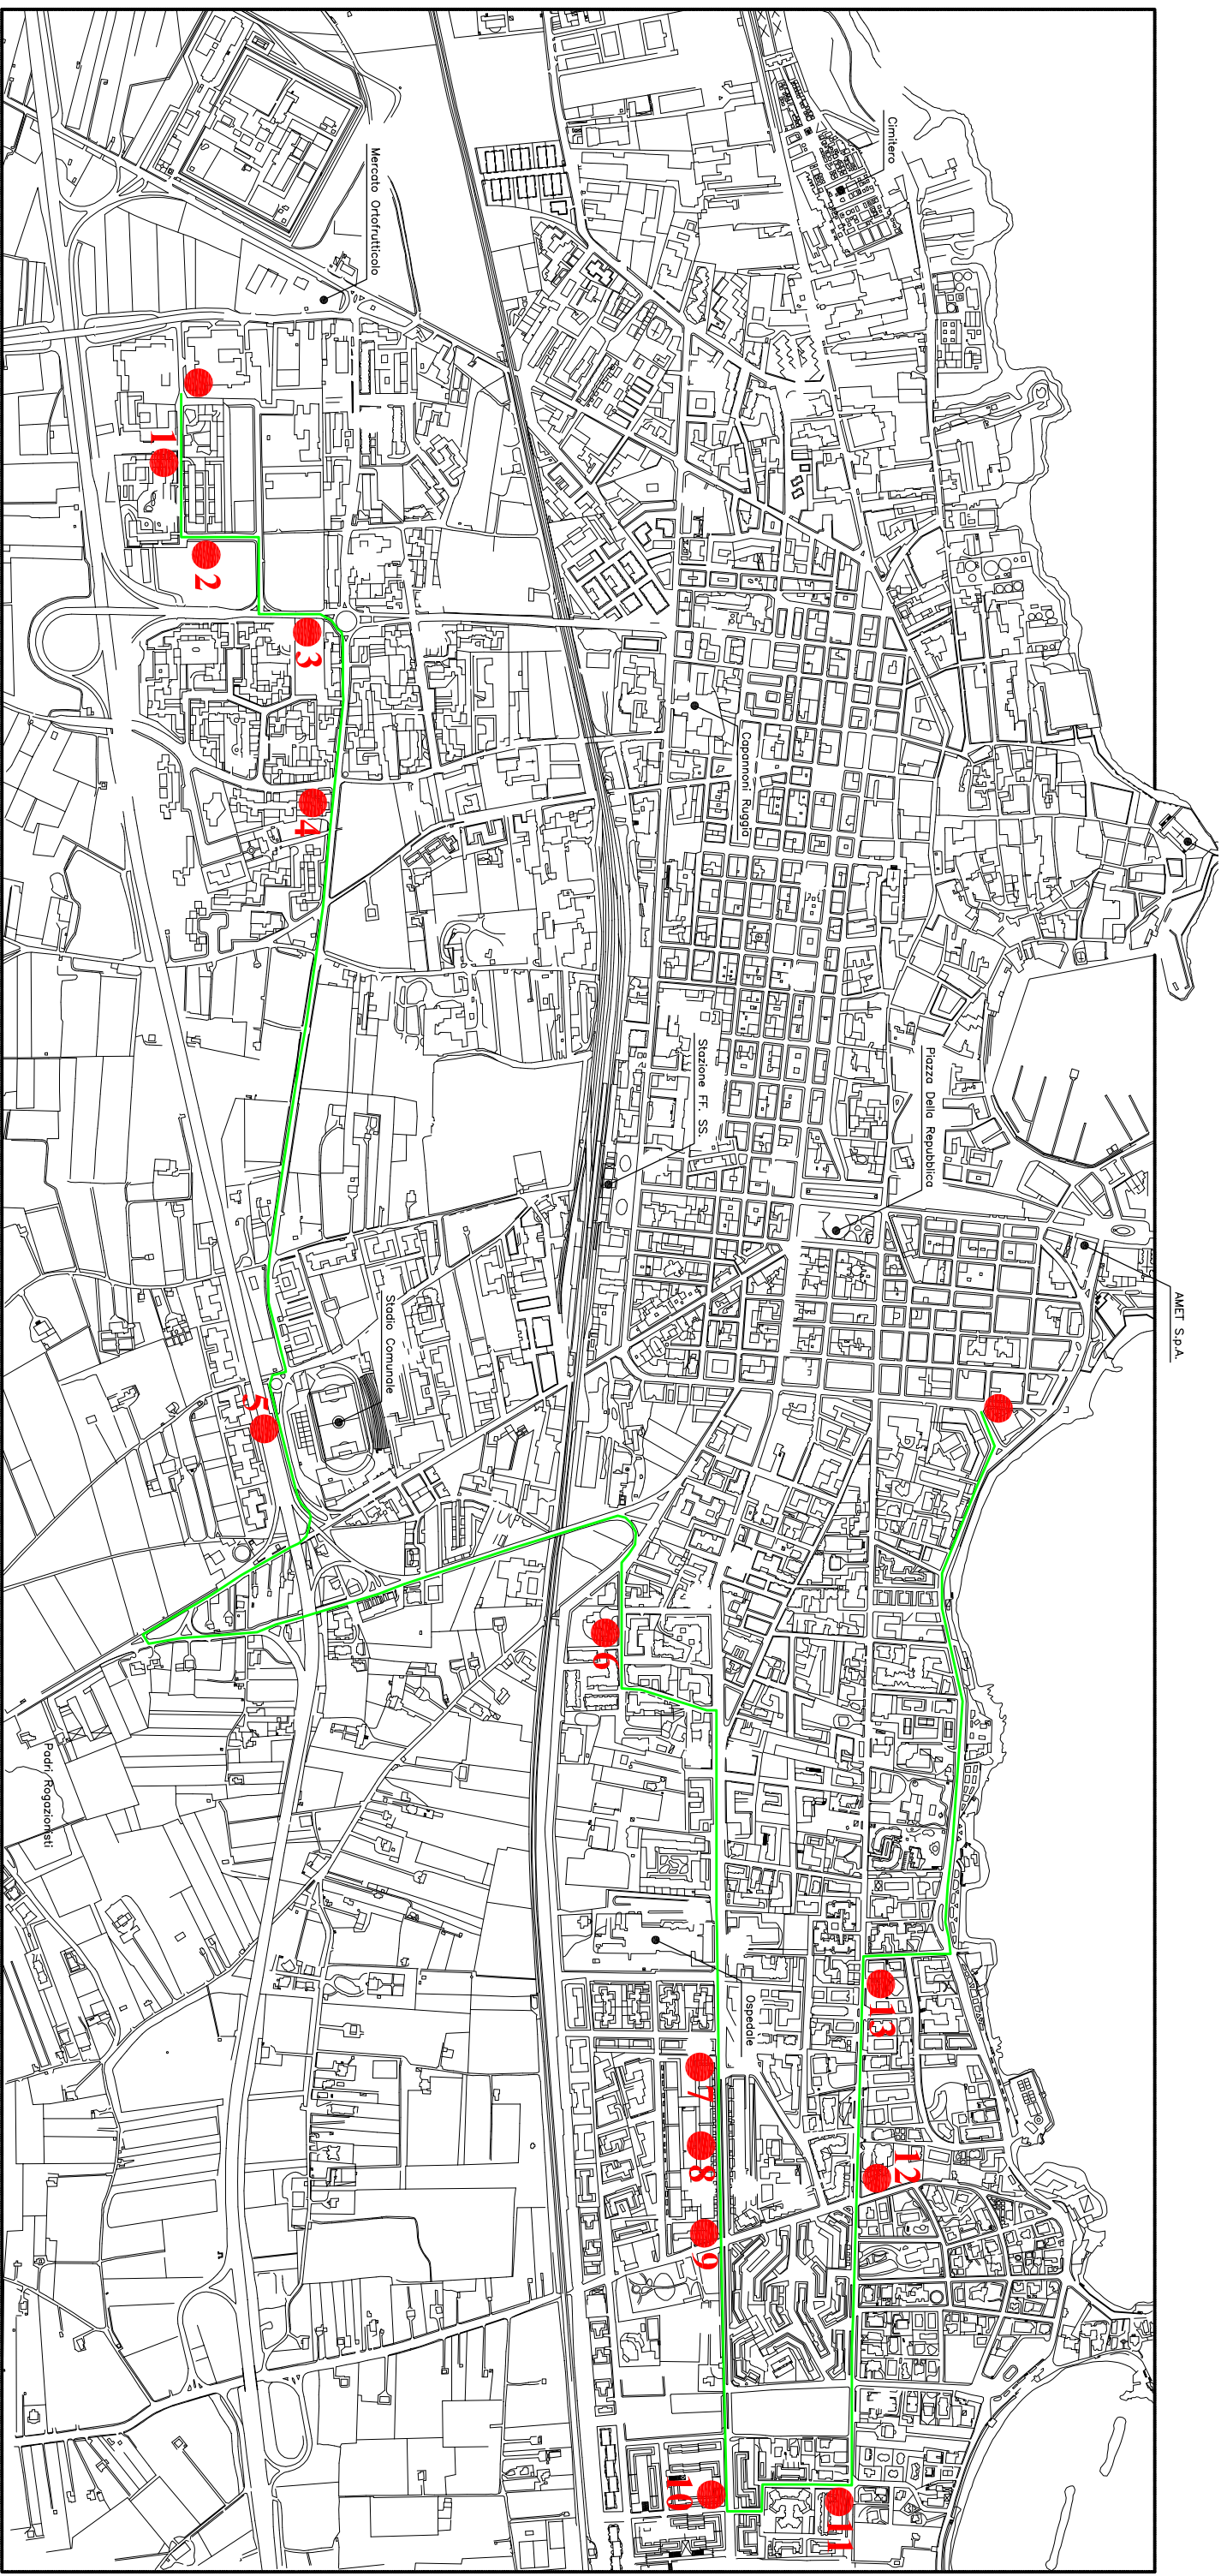 Cimitero
Mercato Ortofrutticolo
Capannoni Ruggia
Stazione FF. SS.
Piazza Della Repubblica
AMET S.p.A.
Stadio Comunale
Padri Rogazionisti
Ospedale
1
2
3
4
5
6
7
8
9
10
11
12
13